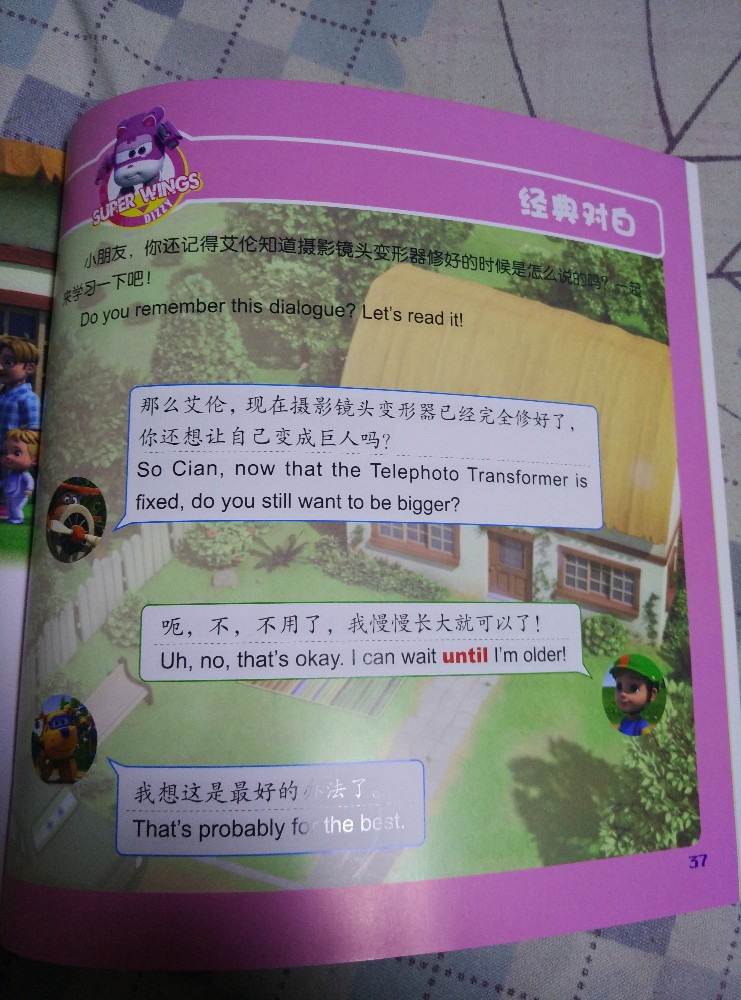 SUPER WINGS
DIZZY
经典对白
小朋友，你还记得艾伦知道摄影镜头变形器修好的时候是怎么说的吗？一起
来学习一下吧！
Do you remember this dialogue? Let's read it!
那么艾伦，现在摄影镜头变形器已经完全修好了，
你还想让自己变成巨人吗？
So Cian, now that the Telephoto Transformer is
fixed, do you still want to be bigger?
呃，不，不用了，我慢慢长大就可以了！
Uh, no, that's okay. I can wait until I'm older!
我想这是最好的办法了。
That's probably for the best.
37